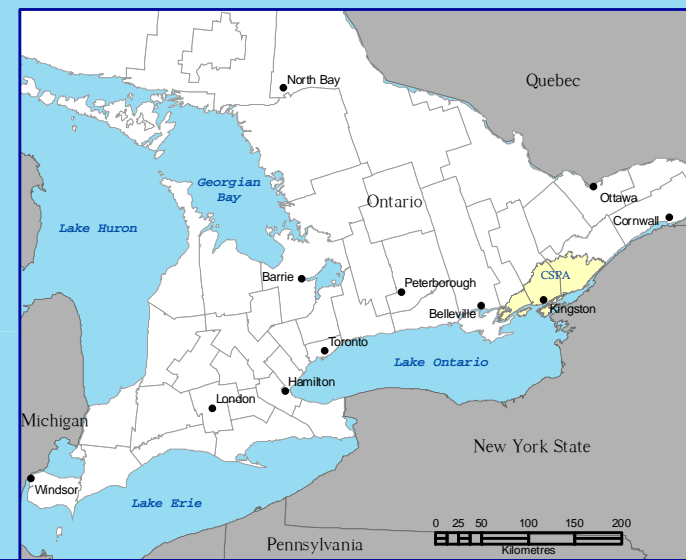 Quebec
North Bay
Georgian
Bay
Ontario
Ottawa
Cornwall
Lake Huron
CSPA
Barrie
Peterborough
Belleville
Kingston
Toronto
Lake Ontario
Hamilton
London
Michigan
New York State
Windsor
Lake Erie
0 25 50 100 150 200
Kilometres
Pennsylvania